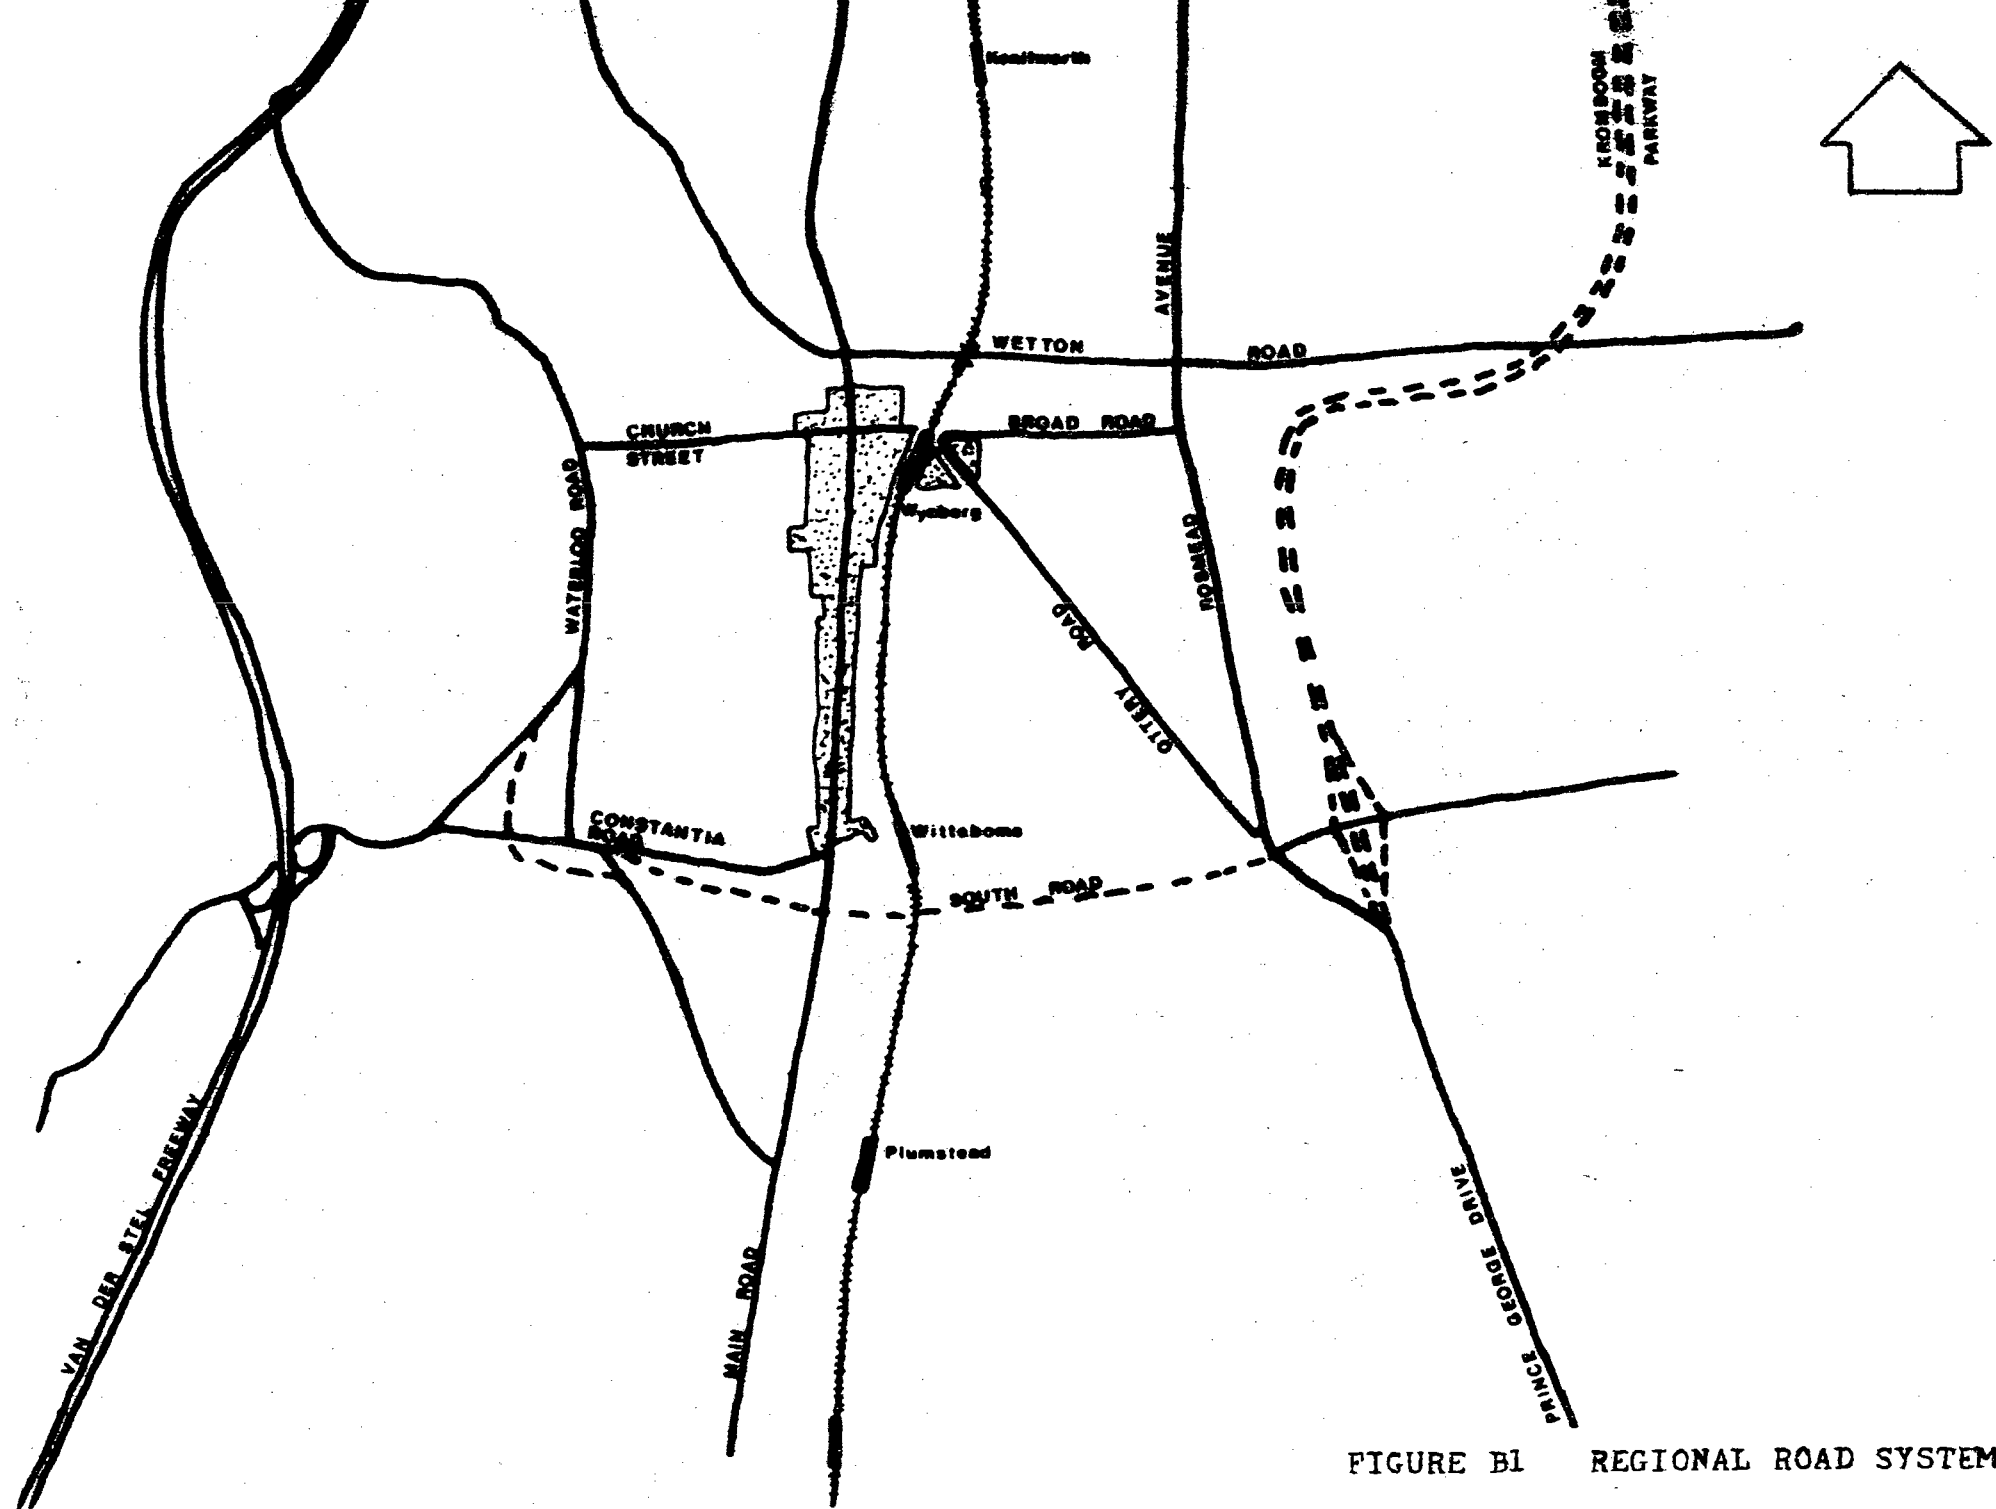 Kenilworth
KROMBOOM
PARKWAY
AVENUE
WETTON ROAD
CHURCH
STREET
BROAD ROAD
WATERLOO ROAD
Wynberg
ROSMEAD
OTTERY ROAD
CONSTANTIA
ROAD
Wittebome
SOUTH ROAD
VAN DER STEL FREEWAY
Plumstead
MAIN ROAD
PRINCE GEORGE DRIVE
FIGURE B1 REGIONAL ROAD SYSTEM